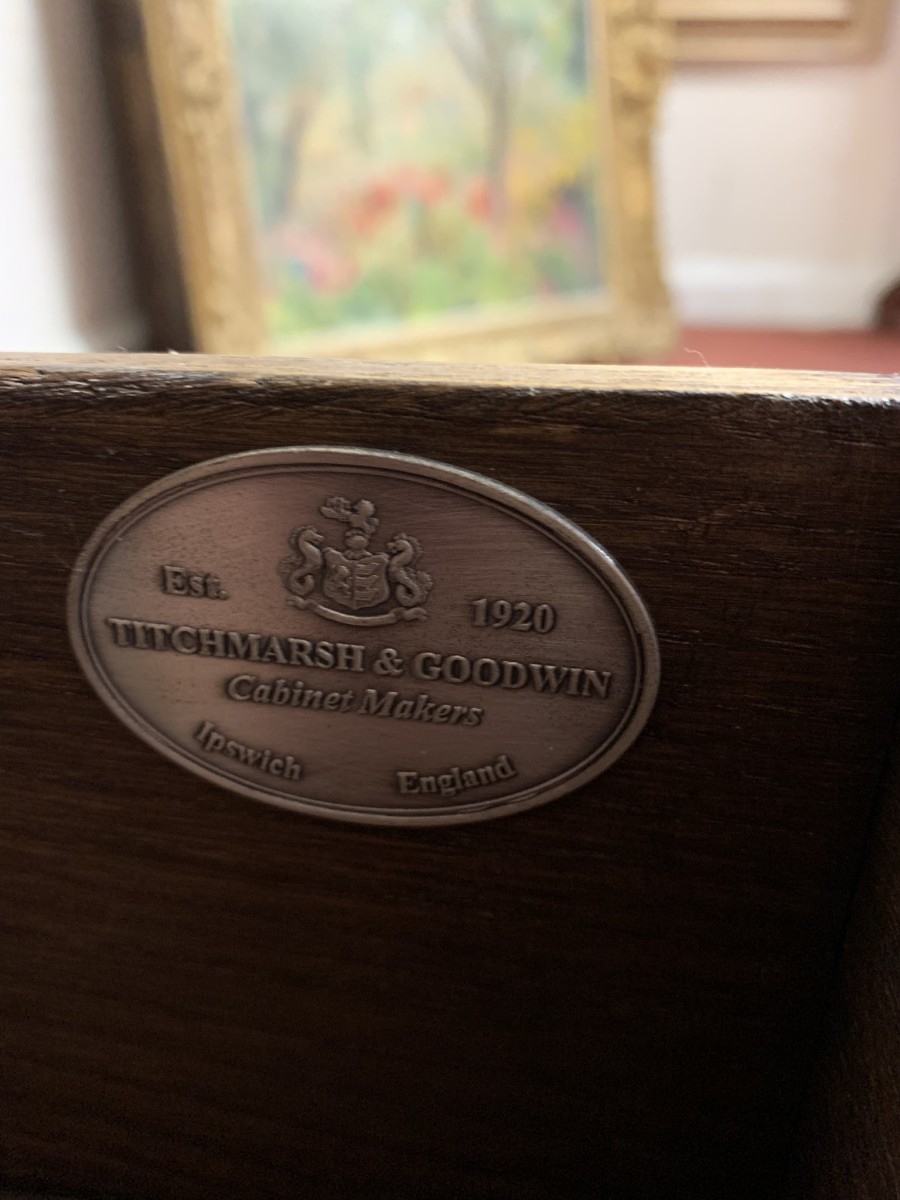 Est. 1920
TITCHMARSH & GOODWIN
Cabinet Makers
Ipswich England